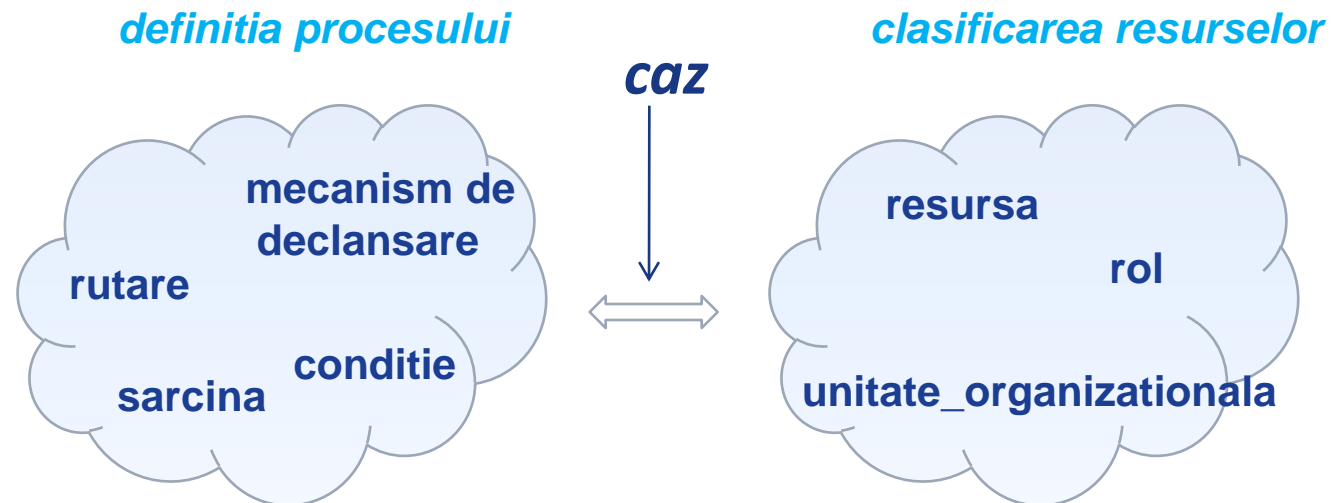 definitia procesului
clasificarea resurselor
caz
mecanism de
declansare
rutare
conditie
sarcina
resursa
rol
unitate_organizationala